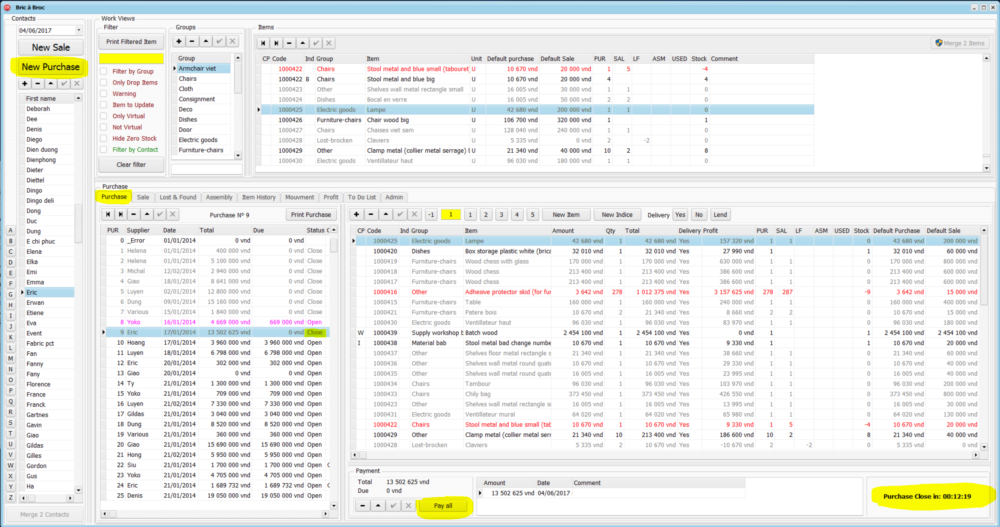 Bric à Broc
Contacts
04/06/2017
New Sale
New Purchase
First name
Deborah
Dee
Denis
Diego
Dien duong
Dienphong
Dieter
Diettel
Dingo
Dingo deli
Dong
Duc
Dung
E chi phuc
Elena
Elka
Emi
Emma
Eric
Erwan
Etiene
Eva
Event
Fabric pct
Fan
Fanny
Fany
Florence
France
Franck
Gartnes
Gavin
Giao
Gildas
Gilles
Gordon
Gus
Ha
A
B
C
D
E
F
G
H
I
J
K
L
M
N
O
P
Q
R
S
T
U
V
W
X
Y
Z
Merge 2 Contacts
Work Views
Filter
Print Filtered Item
Filter by Group
Only Drop Items
Warning
Item to Update
Only Virtual
Not Virtual
Hide Zero Stock
Filter by Contact
Clear filter
Groups
Group
Armchair viet
Chairs
Cloth
Consignment
Deco
Dishes
Door
Electric goods
Furniture-chairs
Items
Merge 2 Items
CP Code Ind Group Item Unit Default purchase Default Sale PUR SAL LF ASM USED Stock Comment
1000422 Chairs Stool metal and blue small (tabouret) U 10 670 vnd 20 000 vnd 1 5 -4
1000422 B Chairs Stool metal and blue big U 10 670 vnd 20 000 vnd 4 4
1000423 Other Shelves wall metal rectangle small U 16 005 vnd 30 000 vnd 1 1 0
1000424 Dishes Bocal en verre U 16 005 vnd 50 000 vnd 2 2 0
1000425 Electric goods Lampe U 42 680 vnd 200 000 vnd 1 1 0
1000426 Furniture-chairs Chair wood big U 106 700 vnd 320 000 vnd 1 1
1000427 Chairs Chaises viet sam U 128 040 vnd 240 000 vnd 1 1 0
1000428 Lost-brocken Claviers U 5 335 vnd 0 vnd 2 -2 0
1000429 Other Clamp metal (collier metal serrage) U 21 340 vnd 40 000 vnd 10 2 8
1000430 Electric goods Ventillateur haut U 96 030 vnd 180 000 vnd 1 1 0
Purchase
Purchase Sale Lost & Found Assembly Item History Mouvment Profit To Do List Admin
Purchase Nº 9 Print Purchase
PUR Supplier Date Total Due Status C
0 _Error 01/01/2014 0 vnd 0 vnd
1 Helena 01/01/2014 400 000 vnd 0 vnd Close
2 Helena 01/01/2014 5 100 000 vnd 0 vnd Close
3 Michal 12/02/2014 2 940 000 vnd 0 vnd Close
4 Giao 18/01/2014 8 641 000 vnd 0 vnd Close
5 Luyen 02/01/2014 12 800 000 vnd 0 vnd Close
6 Dung 09/01/2014 15 160 000 vnd 0 vnd Close
7 Various 15/01/2014 1 840 000 vnd 0 vnd Close
8 Yoko 16/01/2014 4 669 000 vnd 669 000 vnd Open
9 Eric 17/01/2014 13 502 625 vnd 0 vnd Close
10 Hoang 17/01/2014 3 960 000 vnd 3 960 000 vnd Open
11 Luyen 18/01/2014 6 798 000 vnd 6 798 000 vnd Open
12 Eric 20/01/2014 302 000 vnd 302 000 vnd Open
13 Giao 20/01/2014 0 vnd 0 vnd Open
14 Ty 21/01/2014 1 300 000 vnd 1 300 000 vnd Open
15 Yoko 21/01/2014 709 000 vnd 709 000 vnd Open
16 Luyen 21/02/2014 7 330 000 vnd 7 330 000 vnd Open
17 Gildas 21/01/2014 3 040 000 vnd 3 040 000 vnd Open
18 Dung 21/01/2014 8 520 000 vnd 8 520 000 vnd Open
19 Various 21/01/2014 360 000 vnd 360 000 vnd Open
20 Giao 21/01/2014 15 690 000 vnd 15 690 000 vnd Open
21 Hong 21/02/2014 5 950 000 vnd 5 950 000 vnd Open
22 Siu 21/01/2014 1 700 000 vnd 1 700 000 vnd Open
23 Yoko 21/01/2014 4 705 000 vnd 4 705 000 vnd Open
24 Eric 21/01/2014 1 689 732 vnd 1 689 732 vnd Open
25 Denis 21/01/2014 19 050 000 vnd 19 050 000 vnd Open
-1 1 1 2 3 4 5 New Item New Indice Delivery Yes No Lend
CP Code Ind Group Item Amount Qty Total Delivery Profit PUR SAL LF ASM USED Stock Default Purchase Default Sale
1000425 Electric goods Lampe 42 680 vnd 1 42 680 vnd Yes 157 320 vnd 1 1 0 42 680 vnd 200 000 vnd
1000420 Dishes Box storage plastic white (brica 32 010 vnd 1 32 010 vnd Yes 27 990 vnd 1 1 32 010 vnd 60 000 vnd
1000419 Furniture-chairs Wood chess with glass 170 000 vnd 1 170 000 vnd Yes 630 000 vnd 1 1 0 170 000 vnd 800 000 vnd
1000418 Furniture-chairs Wood chess 213 400 vnd 1 213 400 vnd Yes 386 600 vnd 1 1 0 213 400 vnd 600 000 vnd
1000417 Furniture-chairs Wood chess 213 400 vnd 1 213 400 vnd Yes 386 600 vnd 1 1 0 213 400 vnd 600 000 vnd
1000416 Other Adhesive protector skid (for fur 3 642 vnd 278 1 012 375 vnd Yes 3 157 625 vnd 278 287 -9 3 642 vnd 15 000 vnd
1000415 Furniture-chairs Table 160 000 vnd 1 160 000 vnd Yes 240 000 vnd 1 1 0 160 000 vnd 400 000 vnd
1000421 Furniture-chairs Patere bois 10 670 vnd 2 21 340 vnd Yes 8 660 vnd 2 2 0 10 670 vnd 15 000 vnd
1000430 Electric goods Ventillateur haut 96 030 vnd 1 96 030 vnd Yes 83 970 vnd 1 1 0 96 030 vnd 180 000 vnd
W 1000439 Supply workshop b Batch wood 2 454 100 vnd 1 2 454 100 vnd Yes 0 vnd 1 1 2 454 100 vnd 2 454 100 vnd
I 1000438 Material bab Stool metal bad change numbe 10 670 vnd 1 10 670 vnd Yes 9 330 vnd 1 1 10 670 vnd 20 000 vnd
1000437 Other Shelves floor metal rectangle s 21 340 vnd 1 21 340 vnd Yes 38 660 vnd 1 1 0 21 340 vnd 60 000 vnd
1000436 Other Shelves wall metal round quate 10 670 vnd 1 10 670 vnd Yes 29 330 vnd 1 1 0 10 670 vnd 40 000 vnd
1000435 Other Shelves wall metal round quate 16 005 vnd 1 16 005 vnd Yes 23 995 vnd 1 1 0 16 005 vnd 40 000 vnd
1000434 Chairs Tambour 96 030 vnd 1 96 030 vnd Yes 103 970 vnd 1 1 0 96 030 vnd 200 000 vnd
1000433 Chairs Chily bag 373 450 vnd 1 373 450 vnd Yes 426 550 vnd 1 1 0 373 450 vnd 800 000 vnd
1000423 Other Shelves wall metal rectangle s 16 005 vnd 1 16 005 vnd Yes 13 995 vnd 1 1 0 16 005 vnd 30 000 vnd
1000431 Electric goods Ventillateur mural 64 020 vnd 1 64 020 vnd Yes 65 980 vnd 1 1 0 64 020 vnd 130 000 vnd
1000422 Chairs Stool metal and blue small (tab 10 670 vnd 1 10 670 vnd Yes 9 330 vnd 1 5 -4 10 670 vnd 20 000 vnd
1000429 Other Clamp metal (collier metal serr 21 340 vnd 10 213 400 vnd Yes 186 600 vnd 10 2 8 21 340 vnd 40 000 vnd
1000428 Lost-brocken Claviers 5 335 vnd 2 10 670 vnd Yes -10 670 vnd 2 -2 0 5 335 vnd 0 vnd
Payment
Total 13 502 625 vnd
Due 0 vnd
Pay all
Amount Date Comment
13 502 625 vnd 04/06/2017
Purchase Close in: 00:12:19